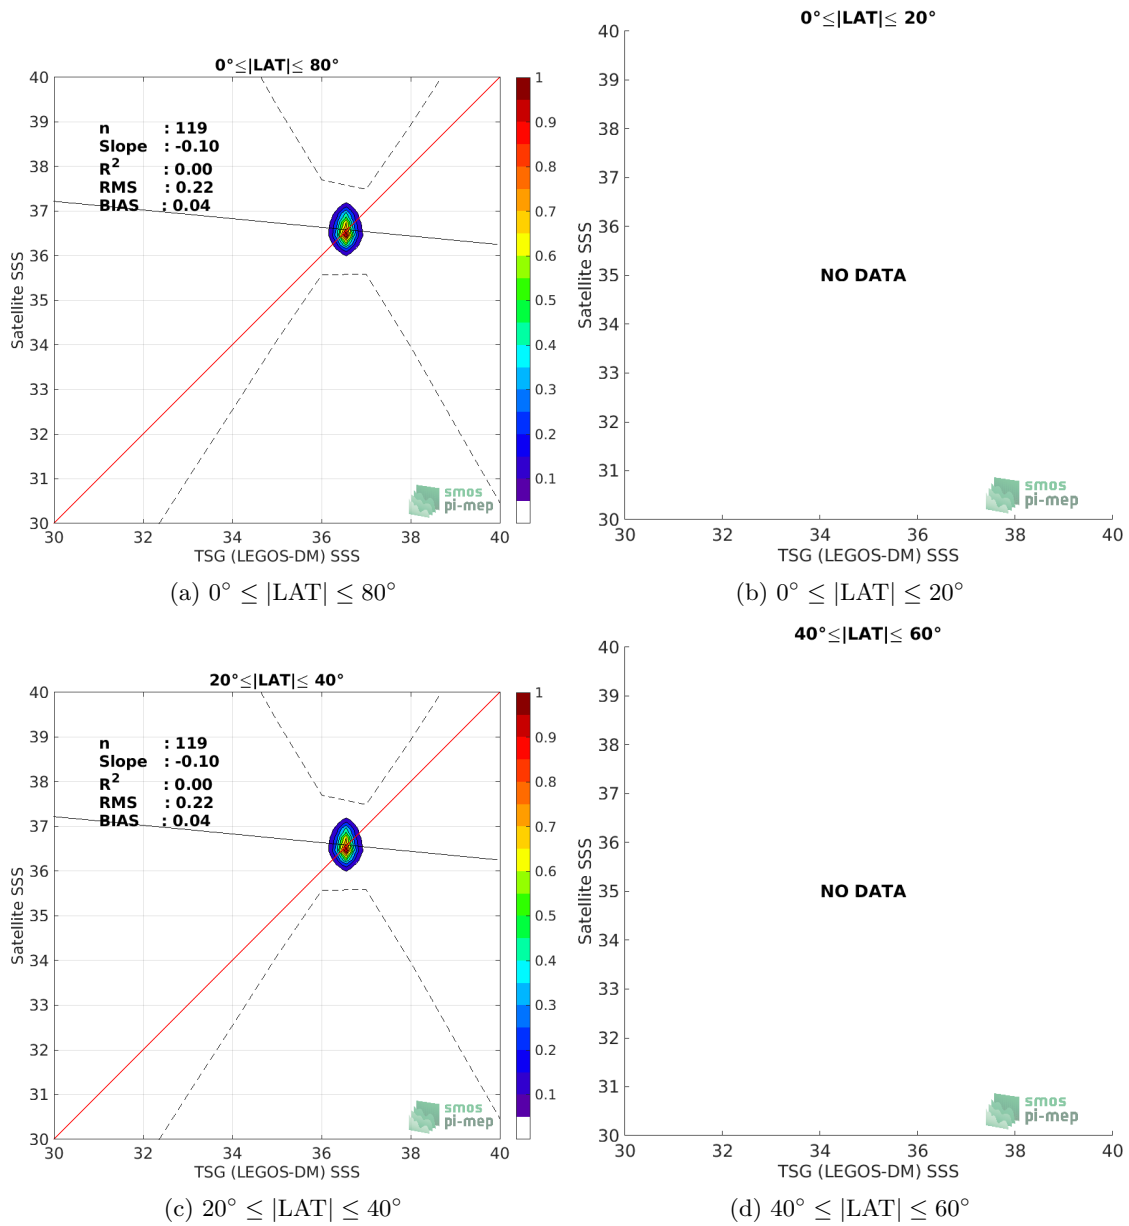 0°≤|LAT|≤ 80°
40
39
38
37
36
35
34
33
32
31
30
Satellite SSS
n : 119
Slope : -0.10
R² : 0.00
RMS : 0.22
BIAS : 0.04
1
0.9
0.8
0.7
0.6
0.5
0.4
0.3
0.2
0.1
smos
pi-mep
30 32 34 36 38 40
TSG (LEGOS-DM) SSS
(a) 0° ≤ |LAT| ≤ 80°
0°≤|LAT|≤ 20°
40
39
38
37
36
35
34
33
32
31
30
Satellite SSS
NO DATA
smos
pi-mep
30 32 34 36 38 40
TSG (LEGOS-DM) SSS
(b) 0° ≤ |LAT| ≤ 20°
20°≤|LAT|≤ 40°
40
39
38
37
36
35
34
33
32
31
30
Satellite SSS
n : 119
Slope : -0.10
R² : 0.00
RMS : 0.22
BIAS : 0.04
1
0.9
0.8
0.7
0.6
0.5
0.4
0.3
0.2
0.1
smos
pi-mep
30 32 34 36 38 40
TSG (LEGOS-DM) SSS
(c) 20° ≤ |LAT| ≤ 40°
40°≤|LAT|≤ 60°
40
39
38
37
36
35
34
33
32
31
30
Satellite SSS
NO DATA
smos
pi-mep
30 32 34 36 38 40
TSG (LEGOS-DM) SSS
(d) 40° ≤ |LAT| ≤ 60°